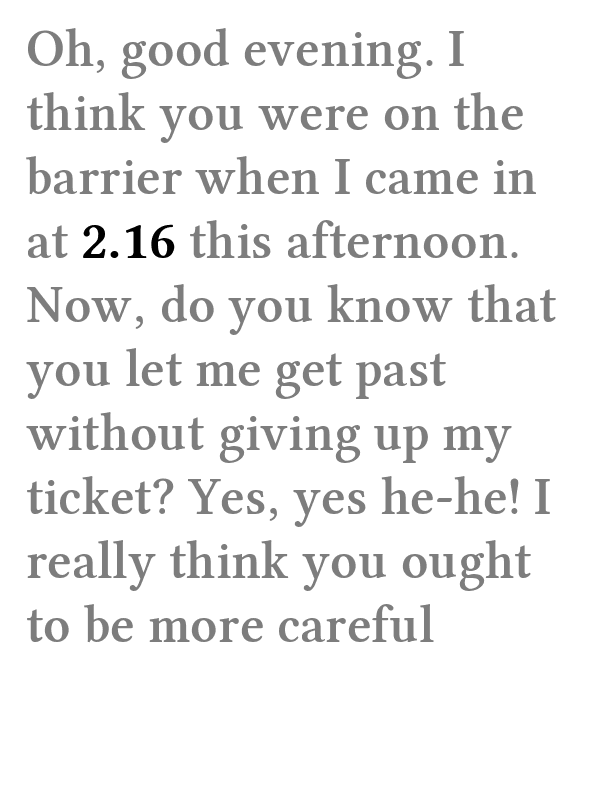 Oh, good evening. I
think you were on the
barrier when I came in
at 2.16 this afternoon.
Now, do you know that
you let me get past
without giving up my
ticket? Yes, yes he-he! I
really think you ought
to be more careful